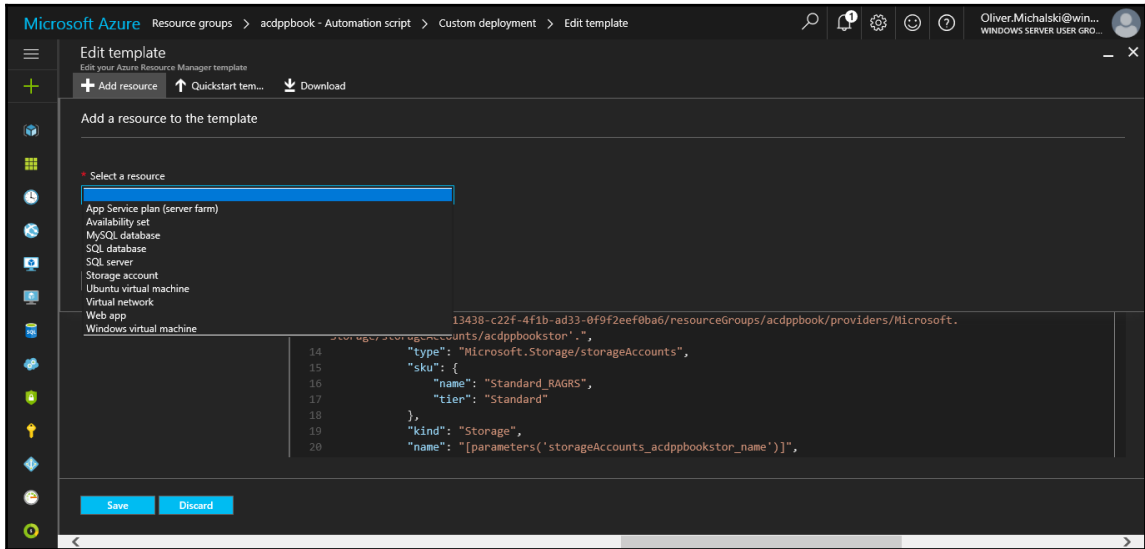 Microsoft Azure Resource groups > acdppbook - Automation script > Custom deployment > Edit template
1
Oliver.Michalski@win...
WINDOWS SERVER USER GRO...
Edit template
Edit your Azure Resource Manager template
Add resource Quickstart tem... Download
Add a resource to the template
* Select a resource
App Service plan (server farm)
Availability set
MySQL database
SQL database
SQL server
Storage account
Ubuntu virtual machine
Virtual network
Web app
Windows virtual machine
13438-c22f-4f1b-ad33-0f9f2eef0ba6/resourceGroups/acdppbook/providers/Microsoft.
Storage/storageAccounts/acdppbookstor'.",
14 "type": "Microsoft.Storage/storageAccounts",
15 "sku": {
16 "name": "Standard_RAGRS",
17 "tier": "Standard"
18 },
19 "kind": "Storage",
20 "name": "[parameters('storageAccounts_acdppbookstor_name')]",
Save Discard